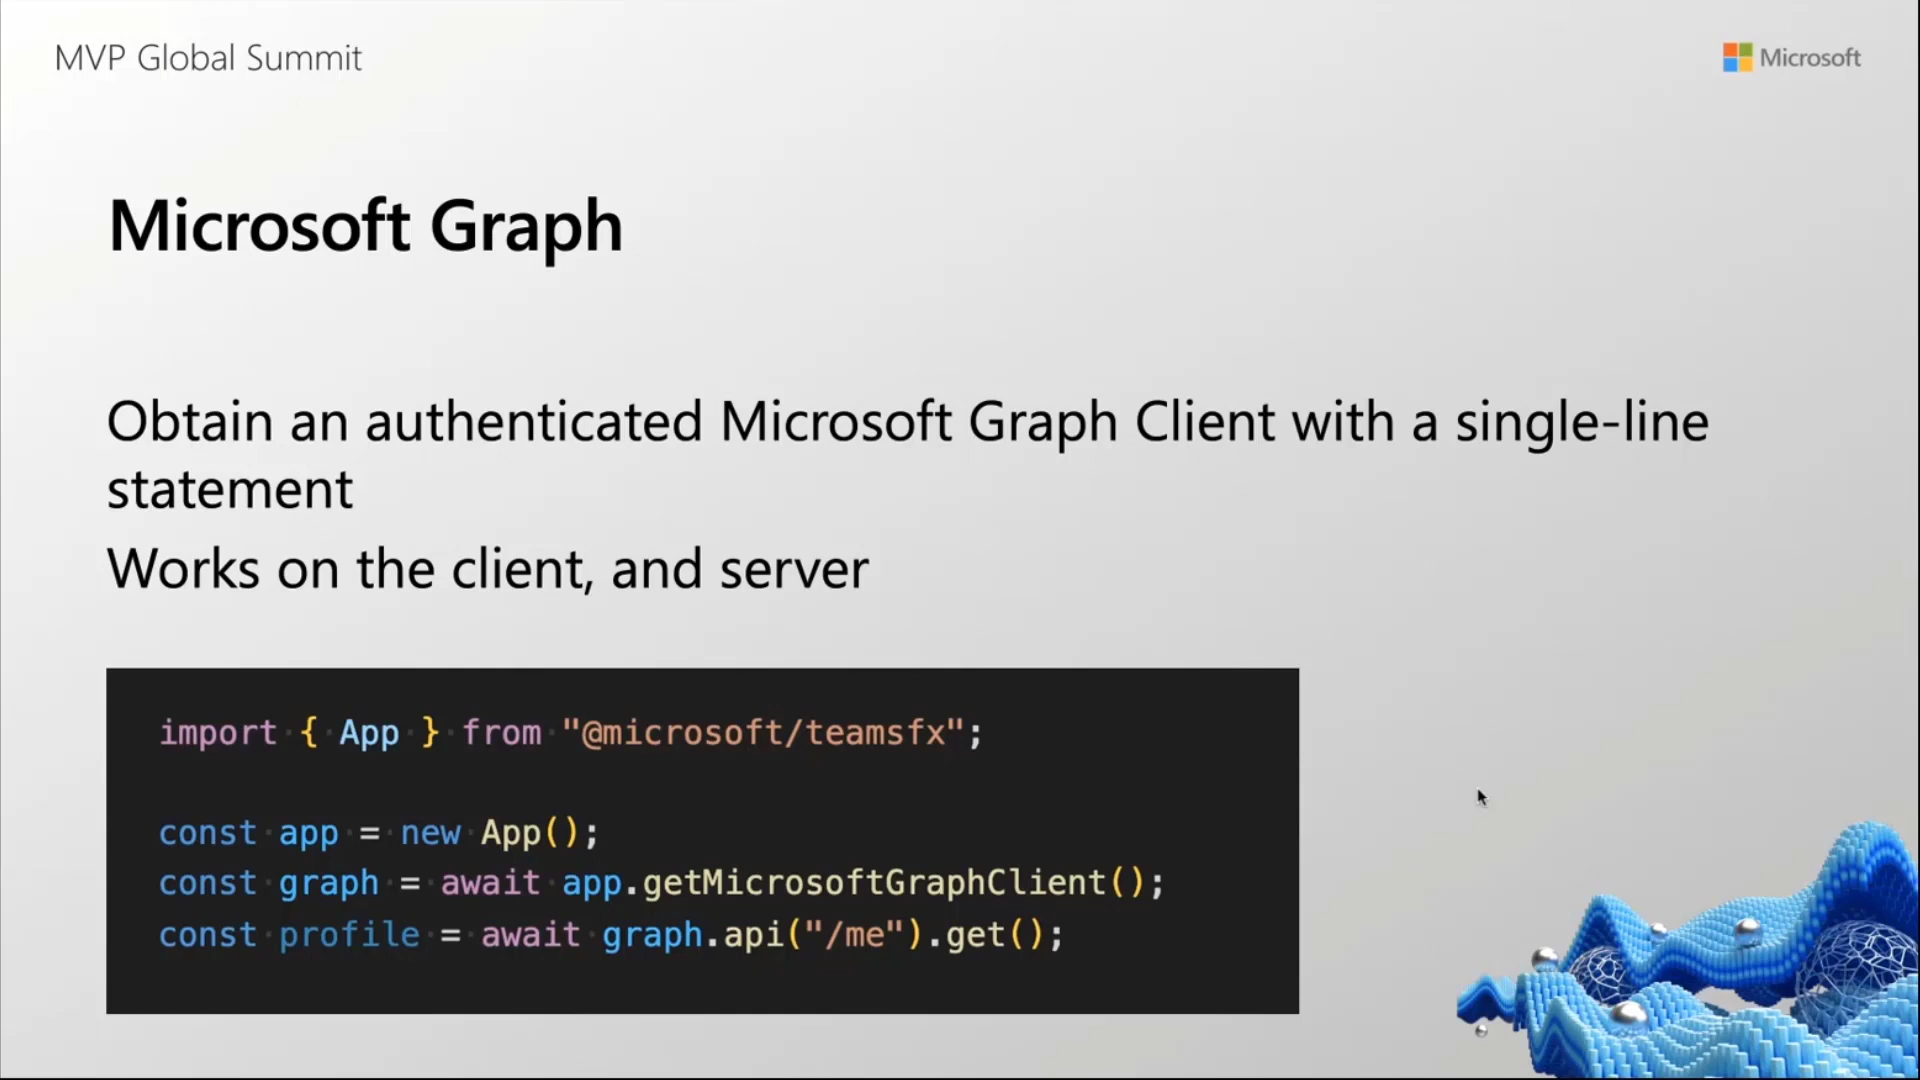 MVP Global Summit
Microsoft
Microsoft Graph
Obtain an authenticated Microsoft Graph Client with a single-line
statement
Works on the client, and server
import { App } from "@microsoft/teamsfx";
const app = new App();
const graph = await app.getMicrosoftGraphClient();
const profile = await graph.api("/me").get();